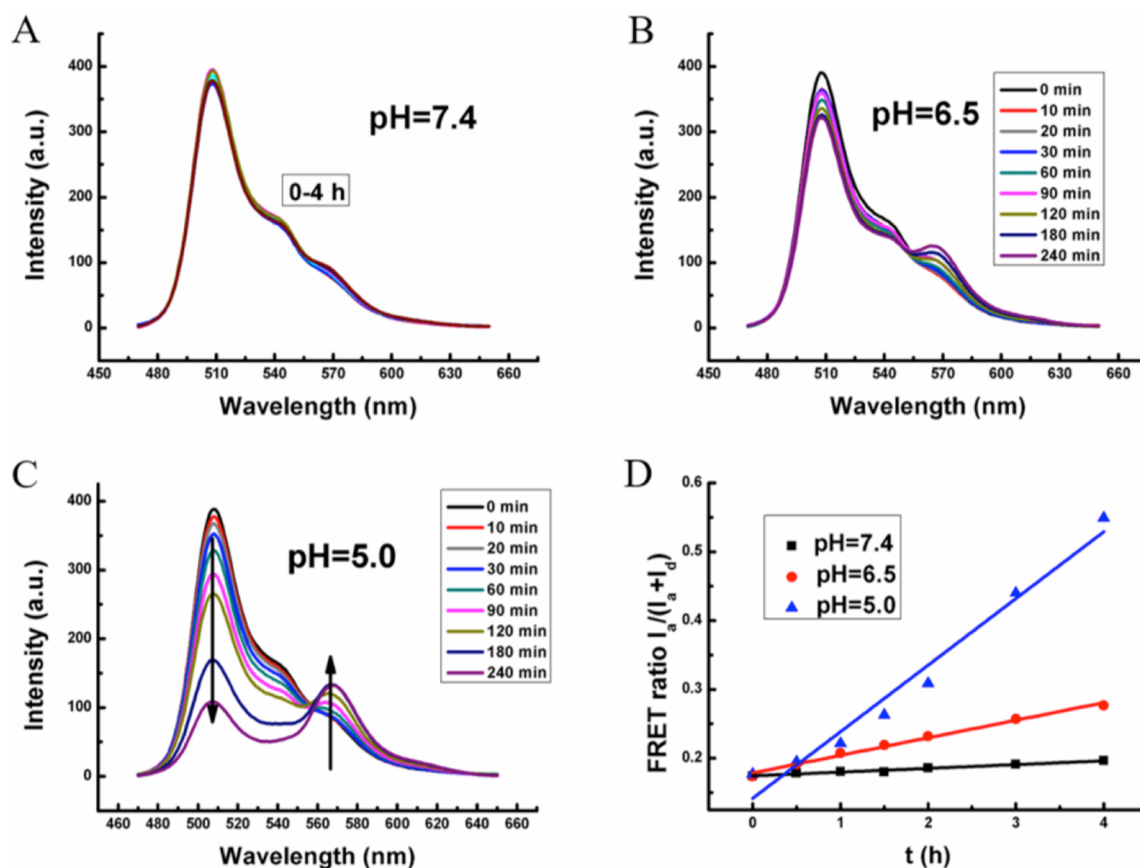 A
400
300
200
100
0
Intensity (a.u.)
pH=7.4
0-4 h
450 480 510 540 570 600 630 660
Wavelength (nm)
B
400
300
200
100
0
Intensity (a.u.)
pH=6.5
0 min
10 min
20 min
30 min
60 min
90 min
120 min
180 min
240 min
450 480 510 540 570 600 630 660
Wavelength (nm)
C
400
300
200
100
0
Intensity (a.u.)
pH=5.0
0 min
10 min
20 min
30 min
60 min
90 min
120 min
180 min
240 min
460 480 500 520 540 560 580 600 620 640 660
Wavelength (nm)
D
0.6
0.5
0.4
0.3
0.2
FRET ratio Iₐ/(Iₐ+I_d)
pH=7.4
pH=6.5
pH=5.0
0 1 2 3 4
t (h)